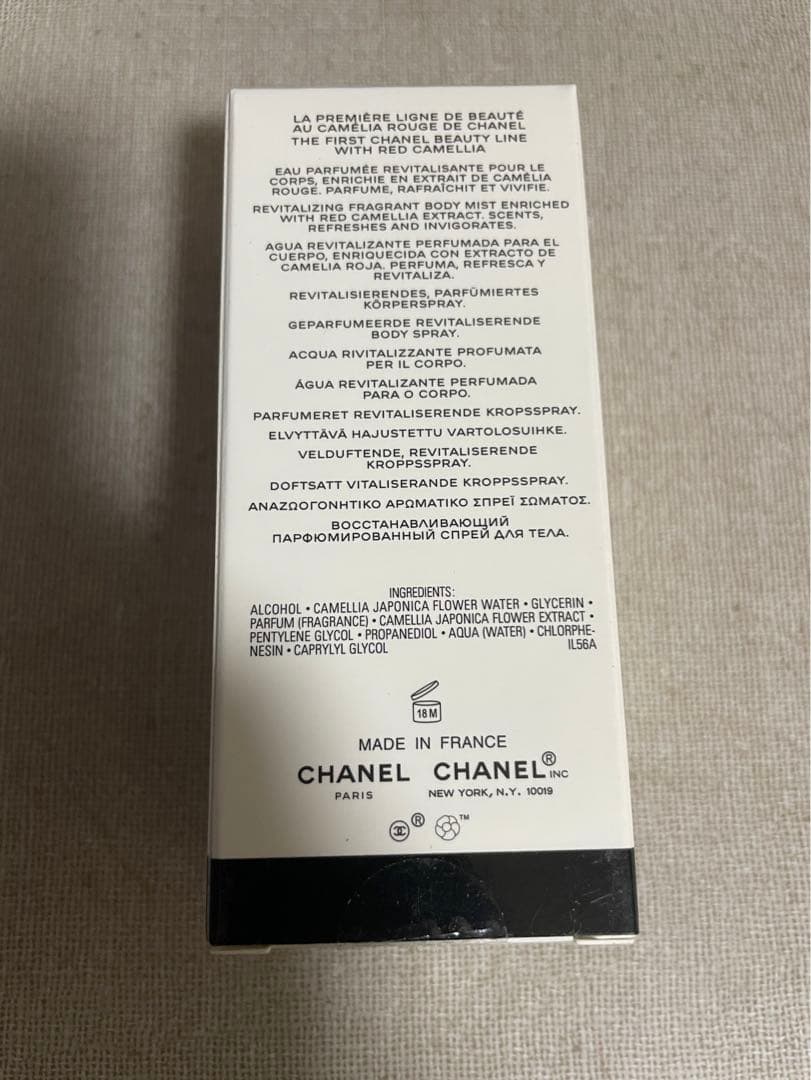 LA PREMIÈRE LIGNE DE BEAUTÉ
AU CAMÉLIA ROUGE DE CHANEL
THE FIRST CHANEL BEAUTY LINE
WITH RED CAMELLIA
EAU PARFUMÉE REVITALISANTE POUR LE
CORPS, ENRICHIE EN EXTRAIT DE CAMÉLIA
ROUGE. PARFUME, RAFRAÎCHIT ET VIVIFIE.
REVITALIZING FRAGRANT BODY MIST ENRICHED
WITH RED CAMELLIA EXTRACT. SCENTS,
REFRESHES AND INVIGORATES.
AGUA REVITALIZANTE PERFUMADA PARA EL
CUERPO, ENRIQUECIDA CON EXTRACTO DE
CAMELIA ROJA. PERFUMA, REFRESCA Y
REVITALIZA.
REVITALISIERENDES, PARFÜMIERTES
KÖRPERSPRAY.
GEPARFUMEERDE REVITALISERENDE
BODY SPRAY.
ACQUA RIVITALIZZANTE PROFUMATA
PER IL CORPO.
ÁGUA REVITALIZANTE PERFUMADA
PARA O CORPO.
PARFUMERET REVITALISERENDE KROPSSPRAY.
ELVYTTÄVÄ HAJUSTETTU VARTOLOSUIHKE.
VELDUFTENDE, REVITALISERENDE
KROPPSSPRAY.
DOFTSATT VITALISERANDE KROPPSSPRAY.
ΑΝΑΖΩΟΓΟΝΗΤΙΚΟ ΑΡΩΜΑΤΙΚΟ ΣΠΡΕΪ ΣΩΜΑΤΟΣ.
ВОССТАНАВЛИВАЮЩИЙ
ПАРФЮМИРОВАННЫЙ СПРЕЙ ДЛЯ ТЕЛА.
INGREDIENTS:
ALCOHOL • CAMELLIA JAPONICA FLOWER WATER • GLYCERIN •
PARFUM (FRAGRANCE) • CAMELLIA JAPONICA FLOWER EXTRACT •
PENTYLENE GLYCOL • PROPANEDIOL • AQUA (WATER) • CHLORPHE-
NESIN • CAPRYLYL GLYCOL IL56A
18 M
MADE IN FRANCE
CHANEL CHANEL® INC
PARIS NEW YORK, N.Y. 10019
® ™